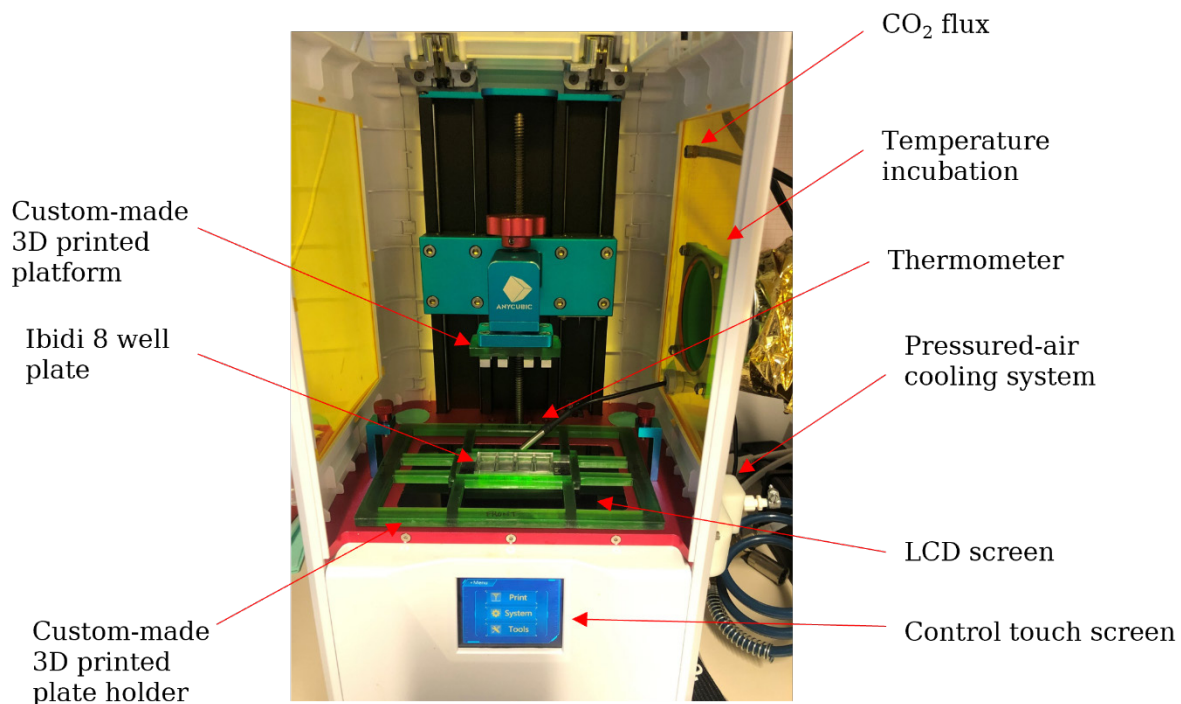 CO₂ flux
Temperature
incubation
Custom-made
3D printed
platform
Thermometer
Ibidi 8 well
plate
Pressured-air
cooling system
ANYCUBIC
LCD screen
Menu
Print
System
Tools
Control touch screen
Custom-made
3D printed
plate holder